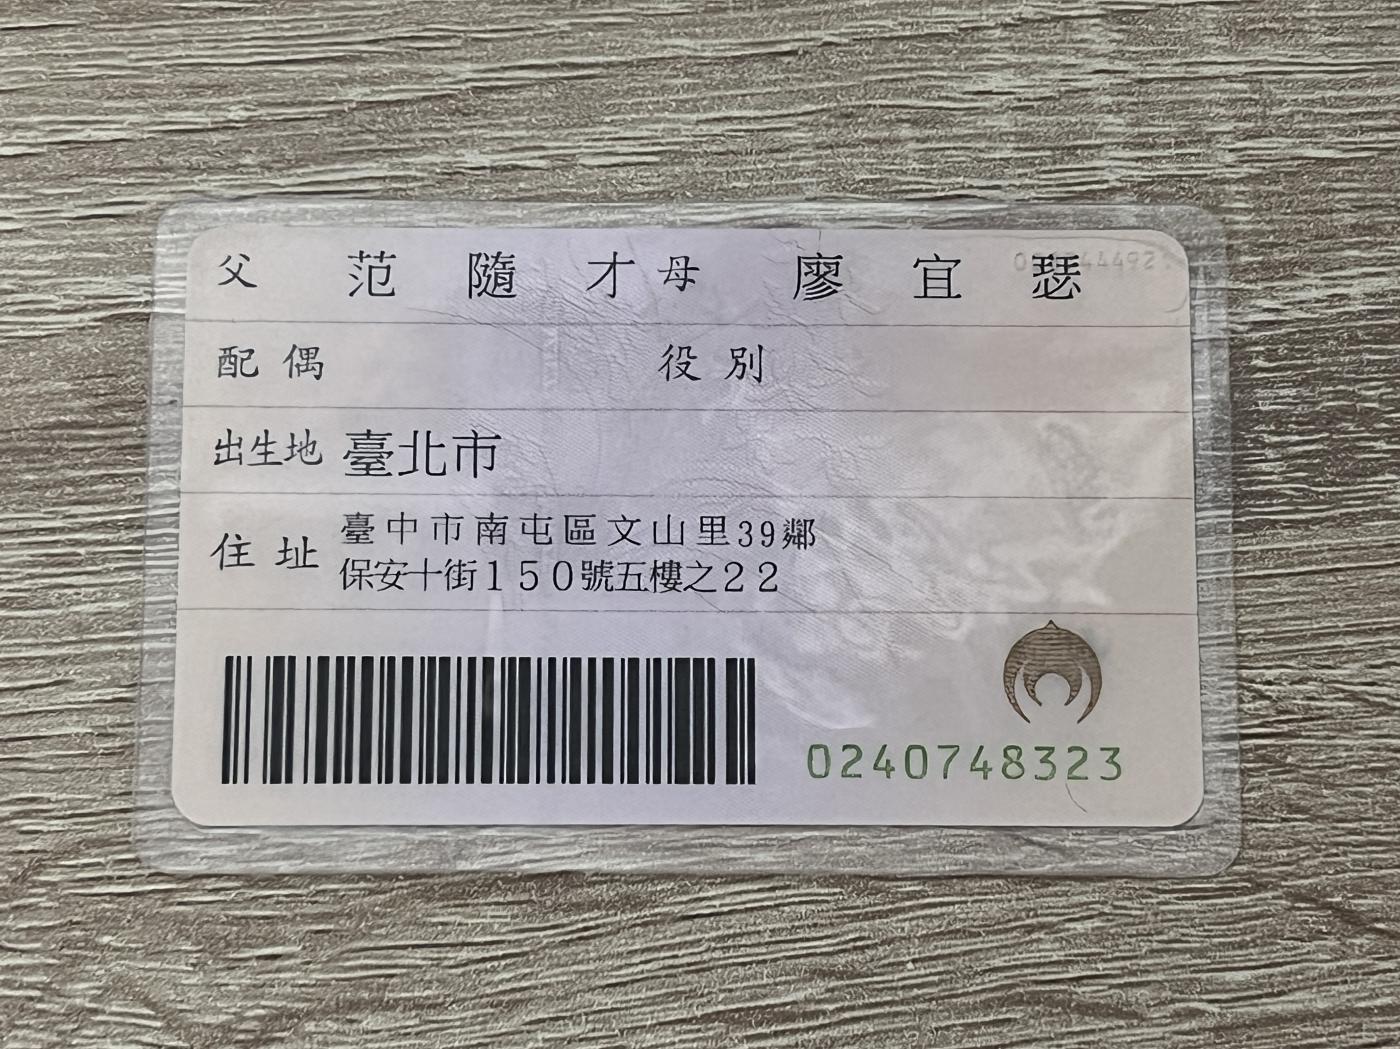 父 范隨才 母 廖宜瑟
配偶 役別
出生地 臺北市
住址 臺中市南屯區文山里39鄰
保安十街150號五樓之22
0240748323